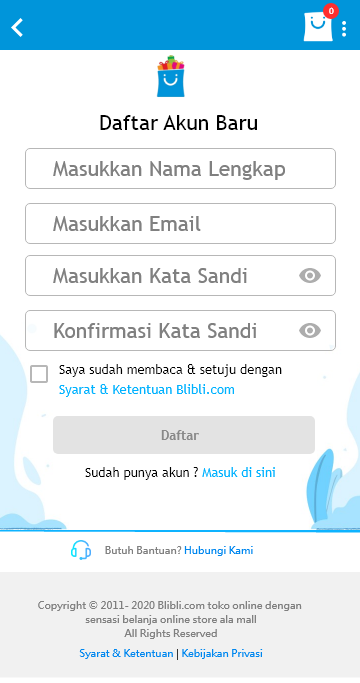 0
Daftar Akun Baru
Masukkan Nama Lengkap
Masukkan Email
Masukkan Kata Sandi
Konfirmasi Kata Sandi
Saya sudah membaca & setuju dengan
Syarat & Ketentuan Blibli.com
Daftar
Sudah punya akun ? Masuk di sini
Butuh Bantuan? Hubungi Kami
Copyright © 2011- 2020 Blibli.com toko online dengan
sensasi belanja online store ala mall
All Rights Reserved
Syarat & Ketentuan | Kebijakan Privasi